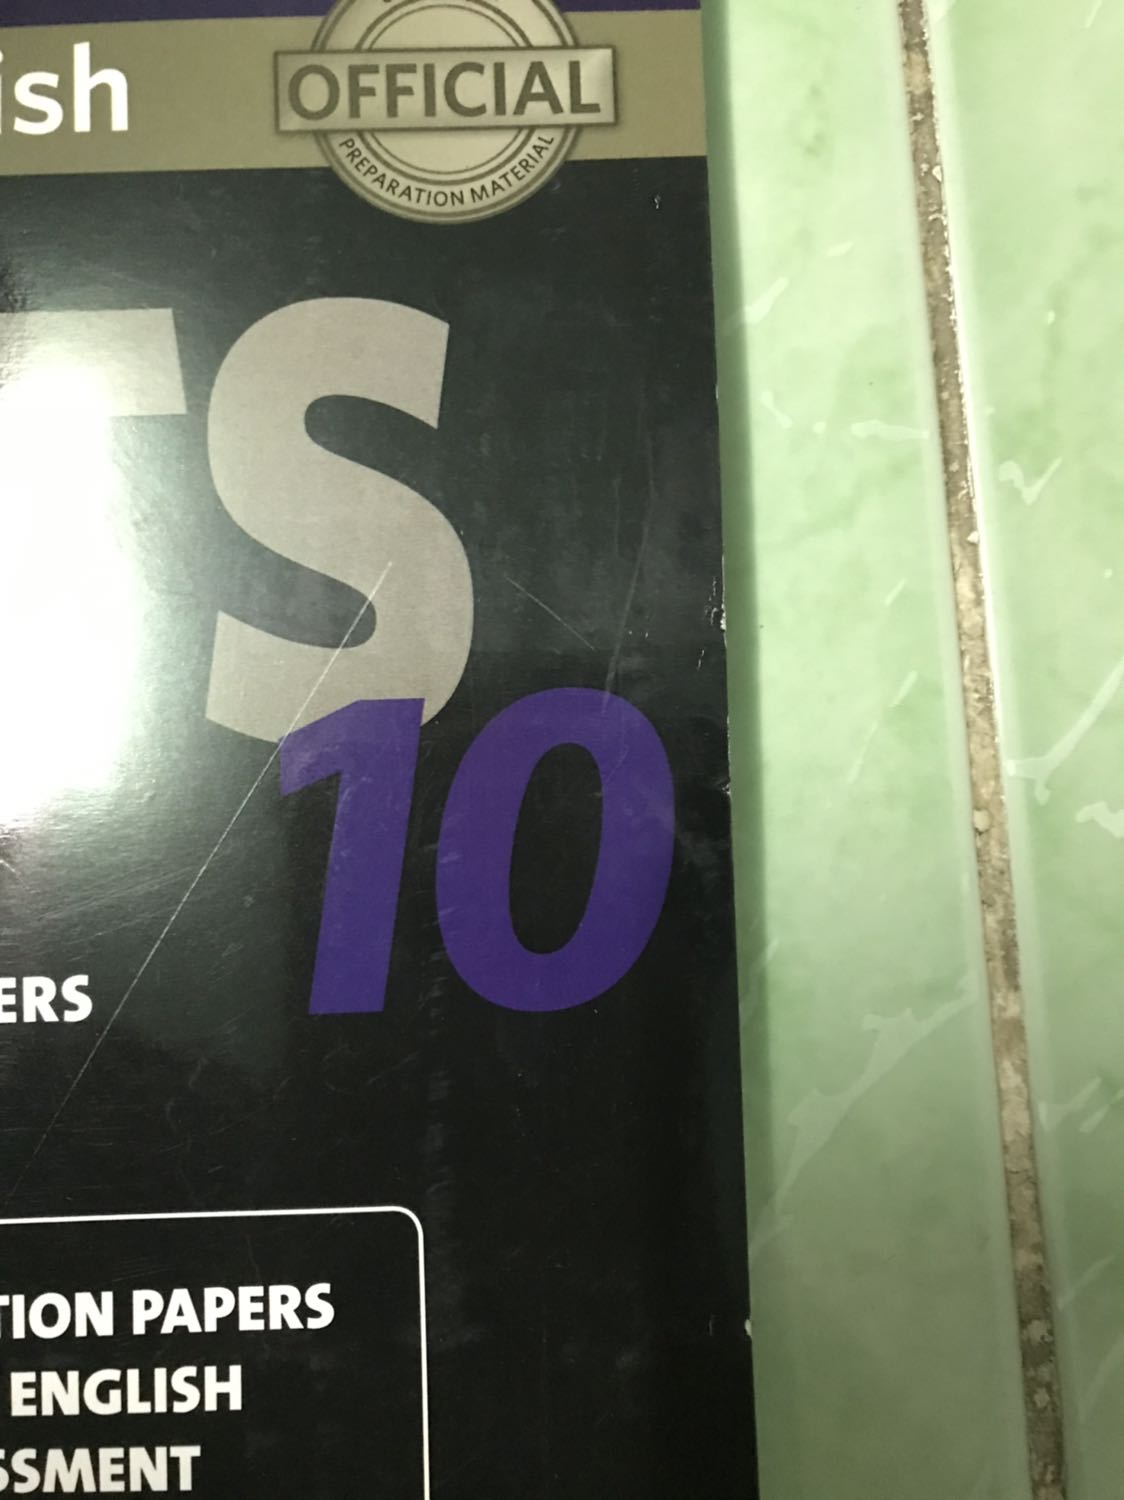 ish
OFFICIAL
PREPARATION MATERIAL
TS
10
ERS
TION PAPERS
ENGLISH
SSMENT